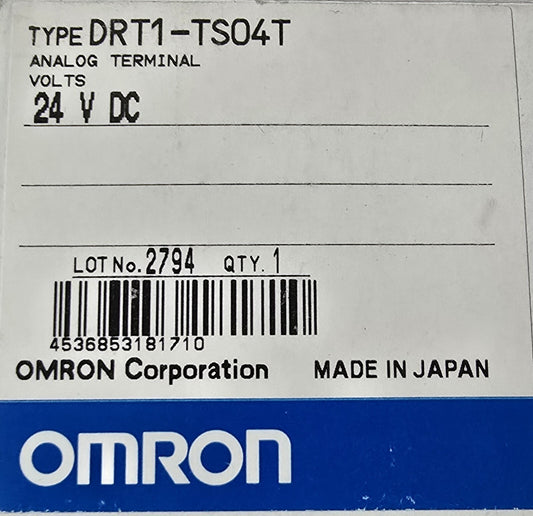 TYPE DRT1-TS04T
ANALOG TERMINAL
VOLTS
24 V DC
LOT No. 2794 QTY. 1
4536853181710
OMRON Corporation MADE IN JAPAN
OMRON